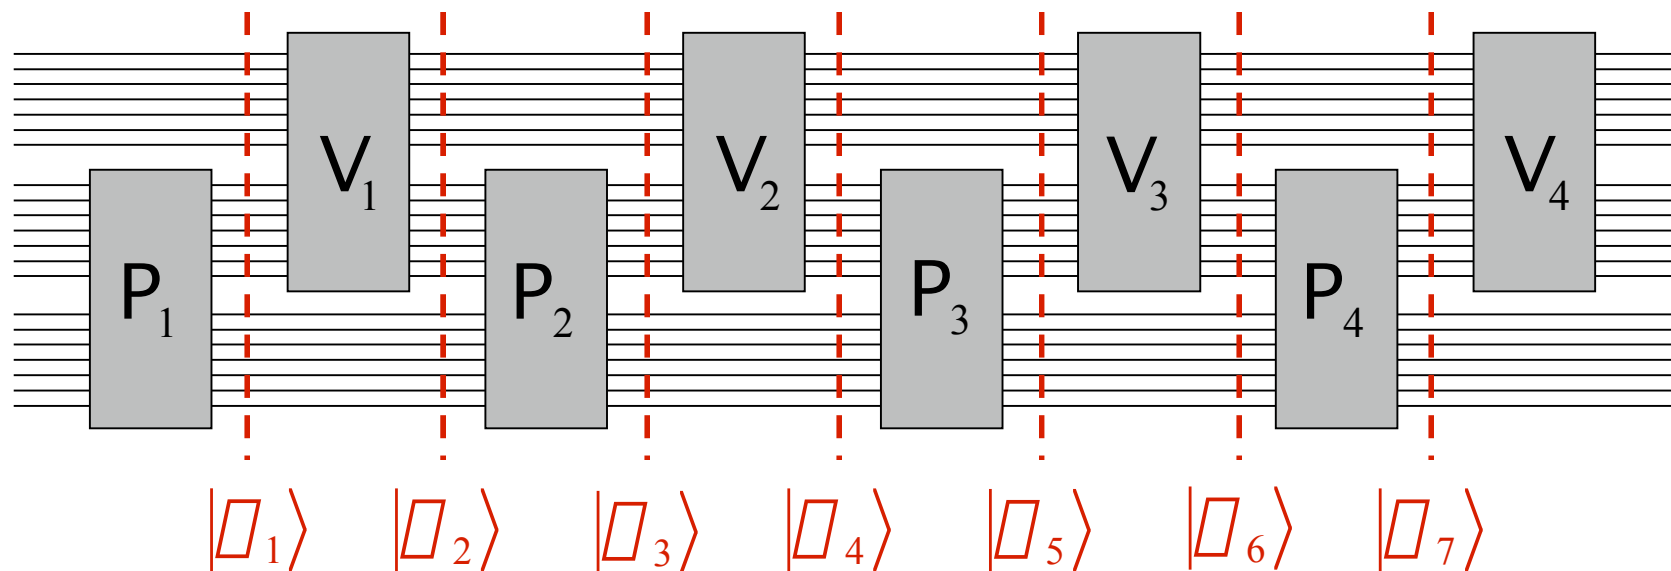 V₁ V₂ V₃ V₄
P₁ P₂ P₃ P₄
|▯₁⟩ |▯₂⟩ |▯₃⟩ |▯₄⟩ |▯₅⟩ |▯₆⟩ |▯₇⟩